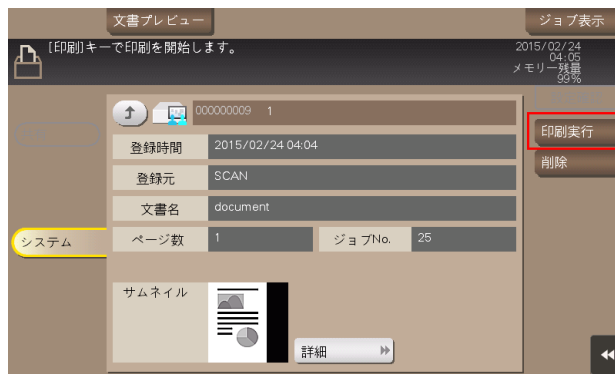 文書プレビュー
ジョブ表示
[印刷]キーで印刷を開始します。
2015/02/24
04:05
メモリー残量
99%
000000009 1
印刷実行
登録時間 2015/02/24 04:04
削除
登録元 SCAN
文書名 document
システム
ページ数 1 ジョブNo. 25
サムネイル
詳細